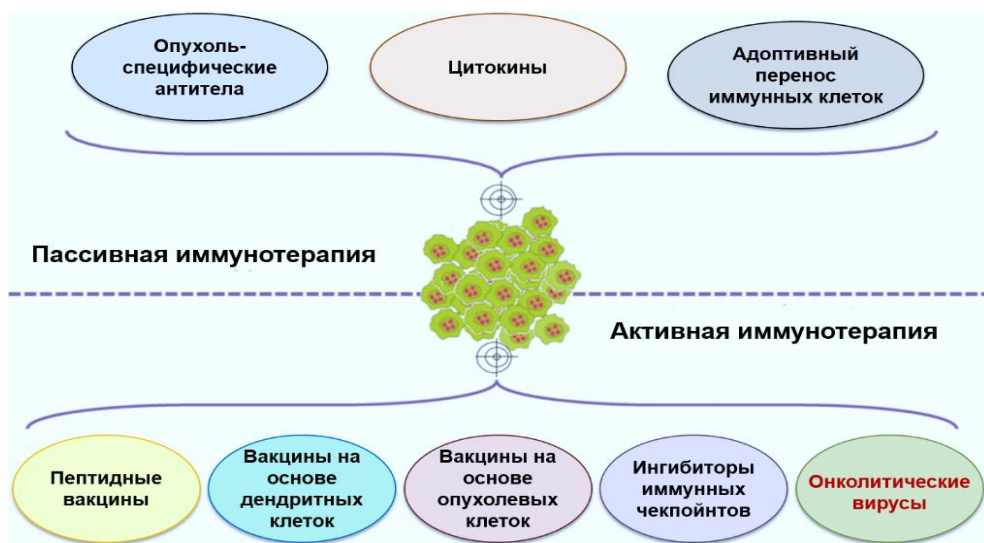 Опухоль-
специфические
антитела
Цитокины
Адоптивный
перенос
иммунных клеток
Пассивная иммунотерапия
Активная иммунотерапия
Пептидные
вакцины
Вакцины на
основе
дендритных
клеток
Вакцины на
основе
опухолевых
клеток
Ингибиторы
иммунных
чекпойнтов
Онколитические
вирусы